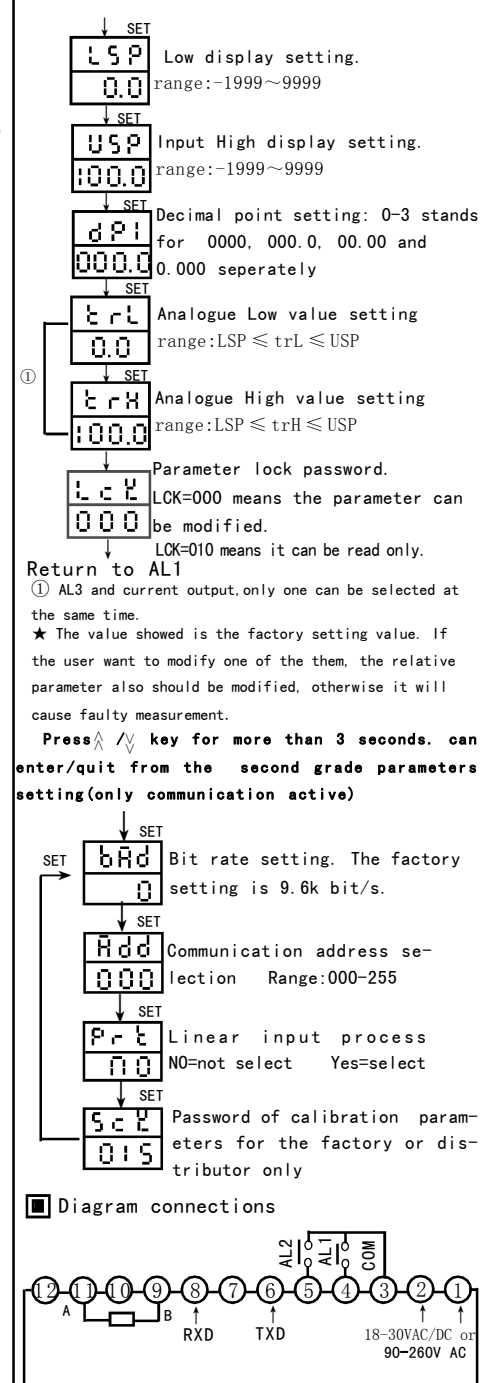 SET
LSP
Low display setting.
0.0
range:-1999～9999
SET
USP
Input High display setting.
100.0
range:-1999～9999
SET
dPI
Decimal point setting: 0-3 stands
for 0000, 000.0, 00.00 and
000.0
0.000 seperately
SET
trL
Analogue Low value setting
0.0
range:LSP ≤ trL ≤ USP
①
SET
trH
Analogue High value setting
100.0
range:LSP ≤ trH ≤ USP
Parameter lock password.
LcK
LCK=000 means the parameter can
000
be modified.
LCK=010 means it can be read only.
Return to AL1
① AL3 and current output,only one can be selected at
the same time.
★ The value showed is the factory setting value. If
the user want to modify one of the them, the relative
parameter also should be modified, otherwise it will
cause faulty measurement.
Press︿ /﹀ key for more than 3 seconds. can
enter/quit from the second grade parameters
setting(only communication active)
SET
SET
bAd
Bit rate setting. The factory
0
setting is 9.6k bit/s.
SET
Add
Communication address se-
000
lection Range:000-255
SET
Prt
Linear input process
NO
NO=not select Yes=select
SET
ScK
Password of calibration param-
015
eters for the factory or dis-
tributor only
Diagram connections
AL2 AL1 COM
12 11 10 9 8 7 6 5 4 3 2 1
A B
RXD TXD
18-30VAC/DC or
90-260V AC